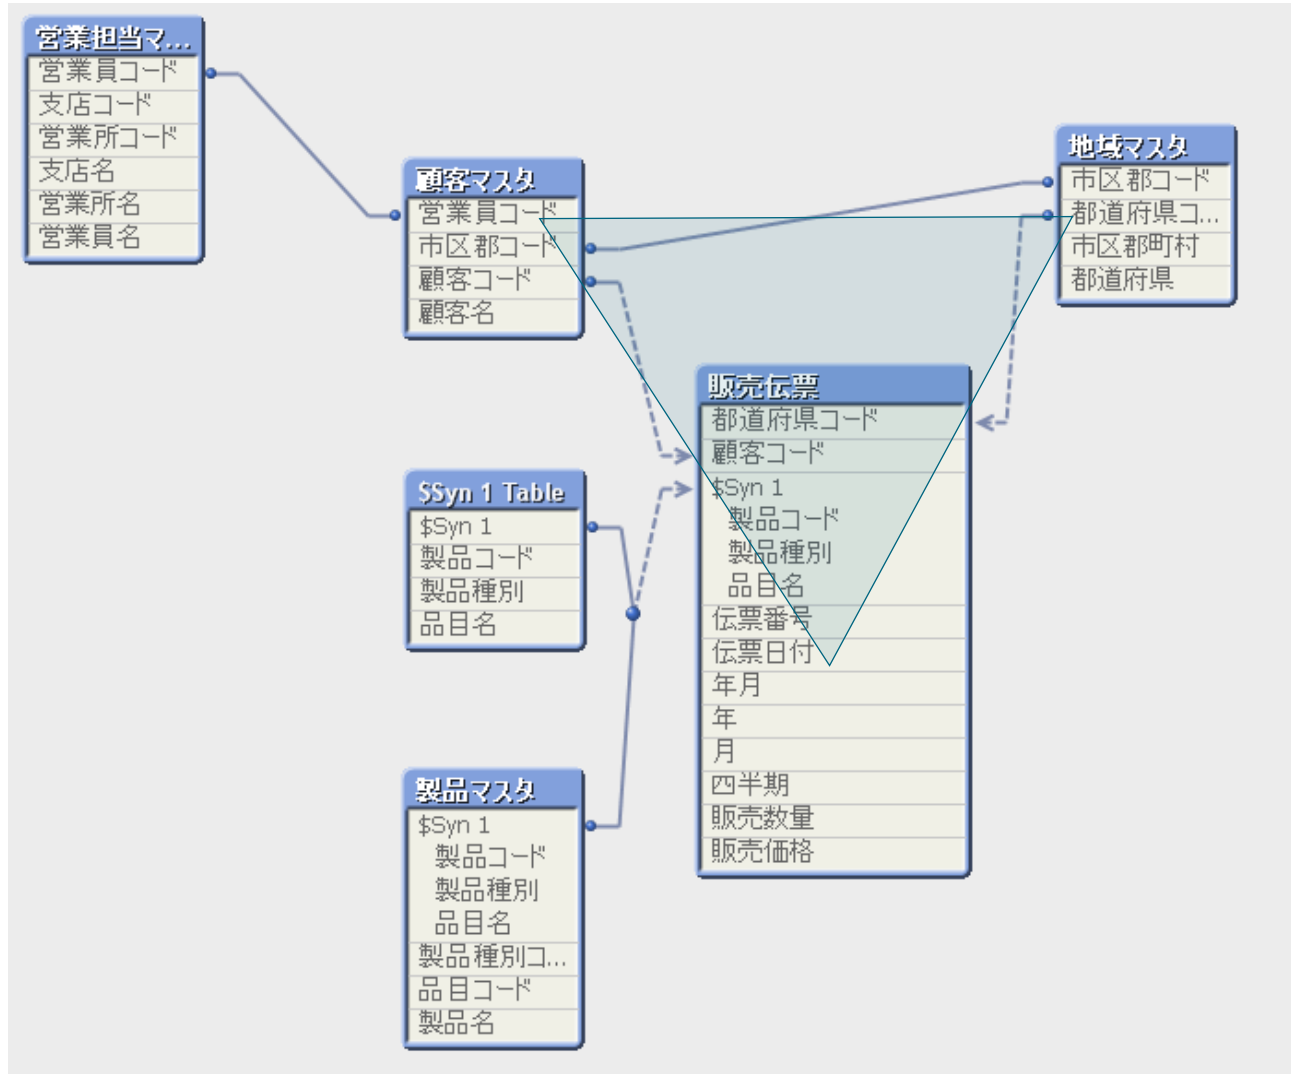 営業担当マ...
営業員コード
支店コード
営業所コード
支店名
営業所名
営業員名
顧客マスタ
営業員コード
市区郡コード
顧客コード
顧客名
地域マスタ
市区郡コード
都道府県コ...
市区郡町村
都道府県
販売伝票
都道府県コード
顧客コード
$Syn 1
製品コード
製品種別
品目名
伝票番号
伝票日付
年月
年
月
四半期
販売数量
販売価格
$Syn 1 Table
$Syn 1
製品コード
製品種別
品目名
製品マスタ
$Syn 1
製品コード
製品種別
品目名
製品種別コ...
品目コード
製品名